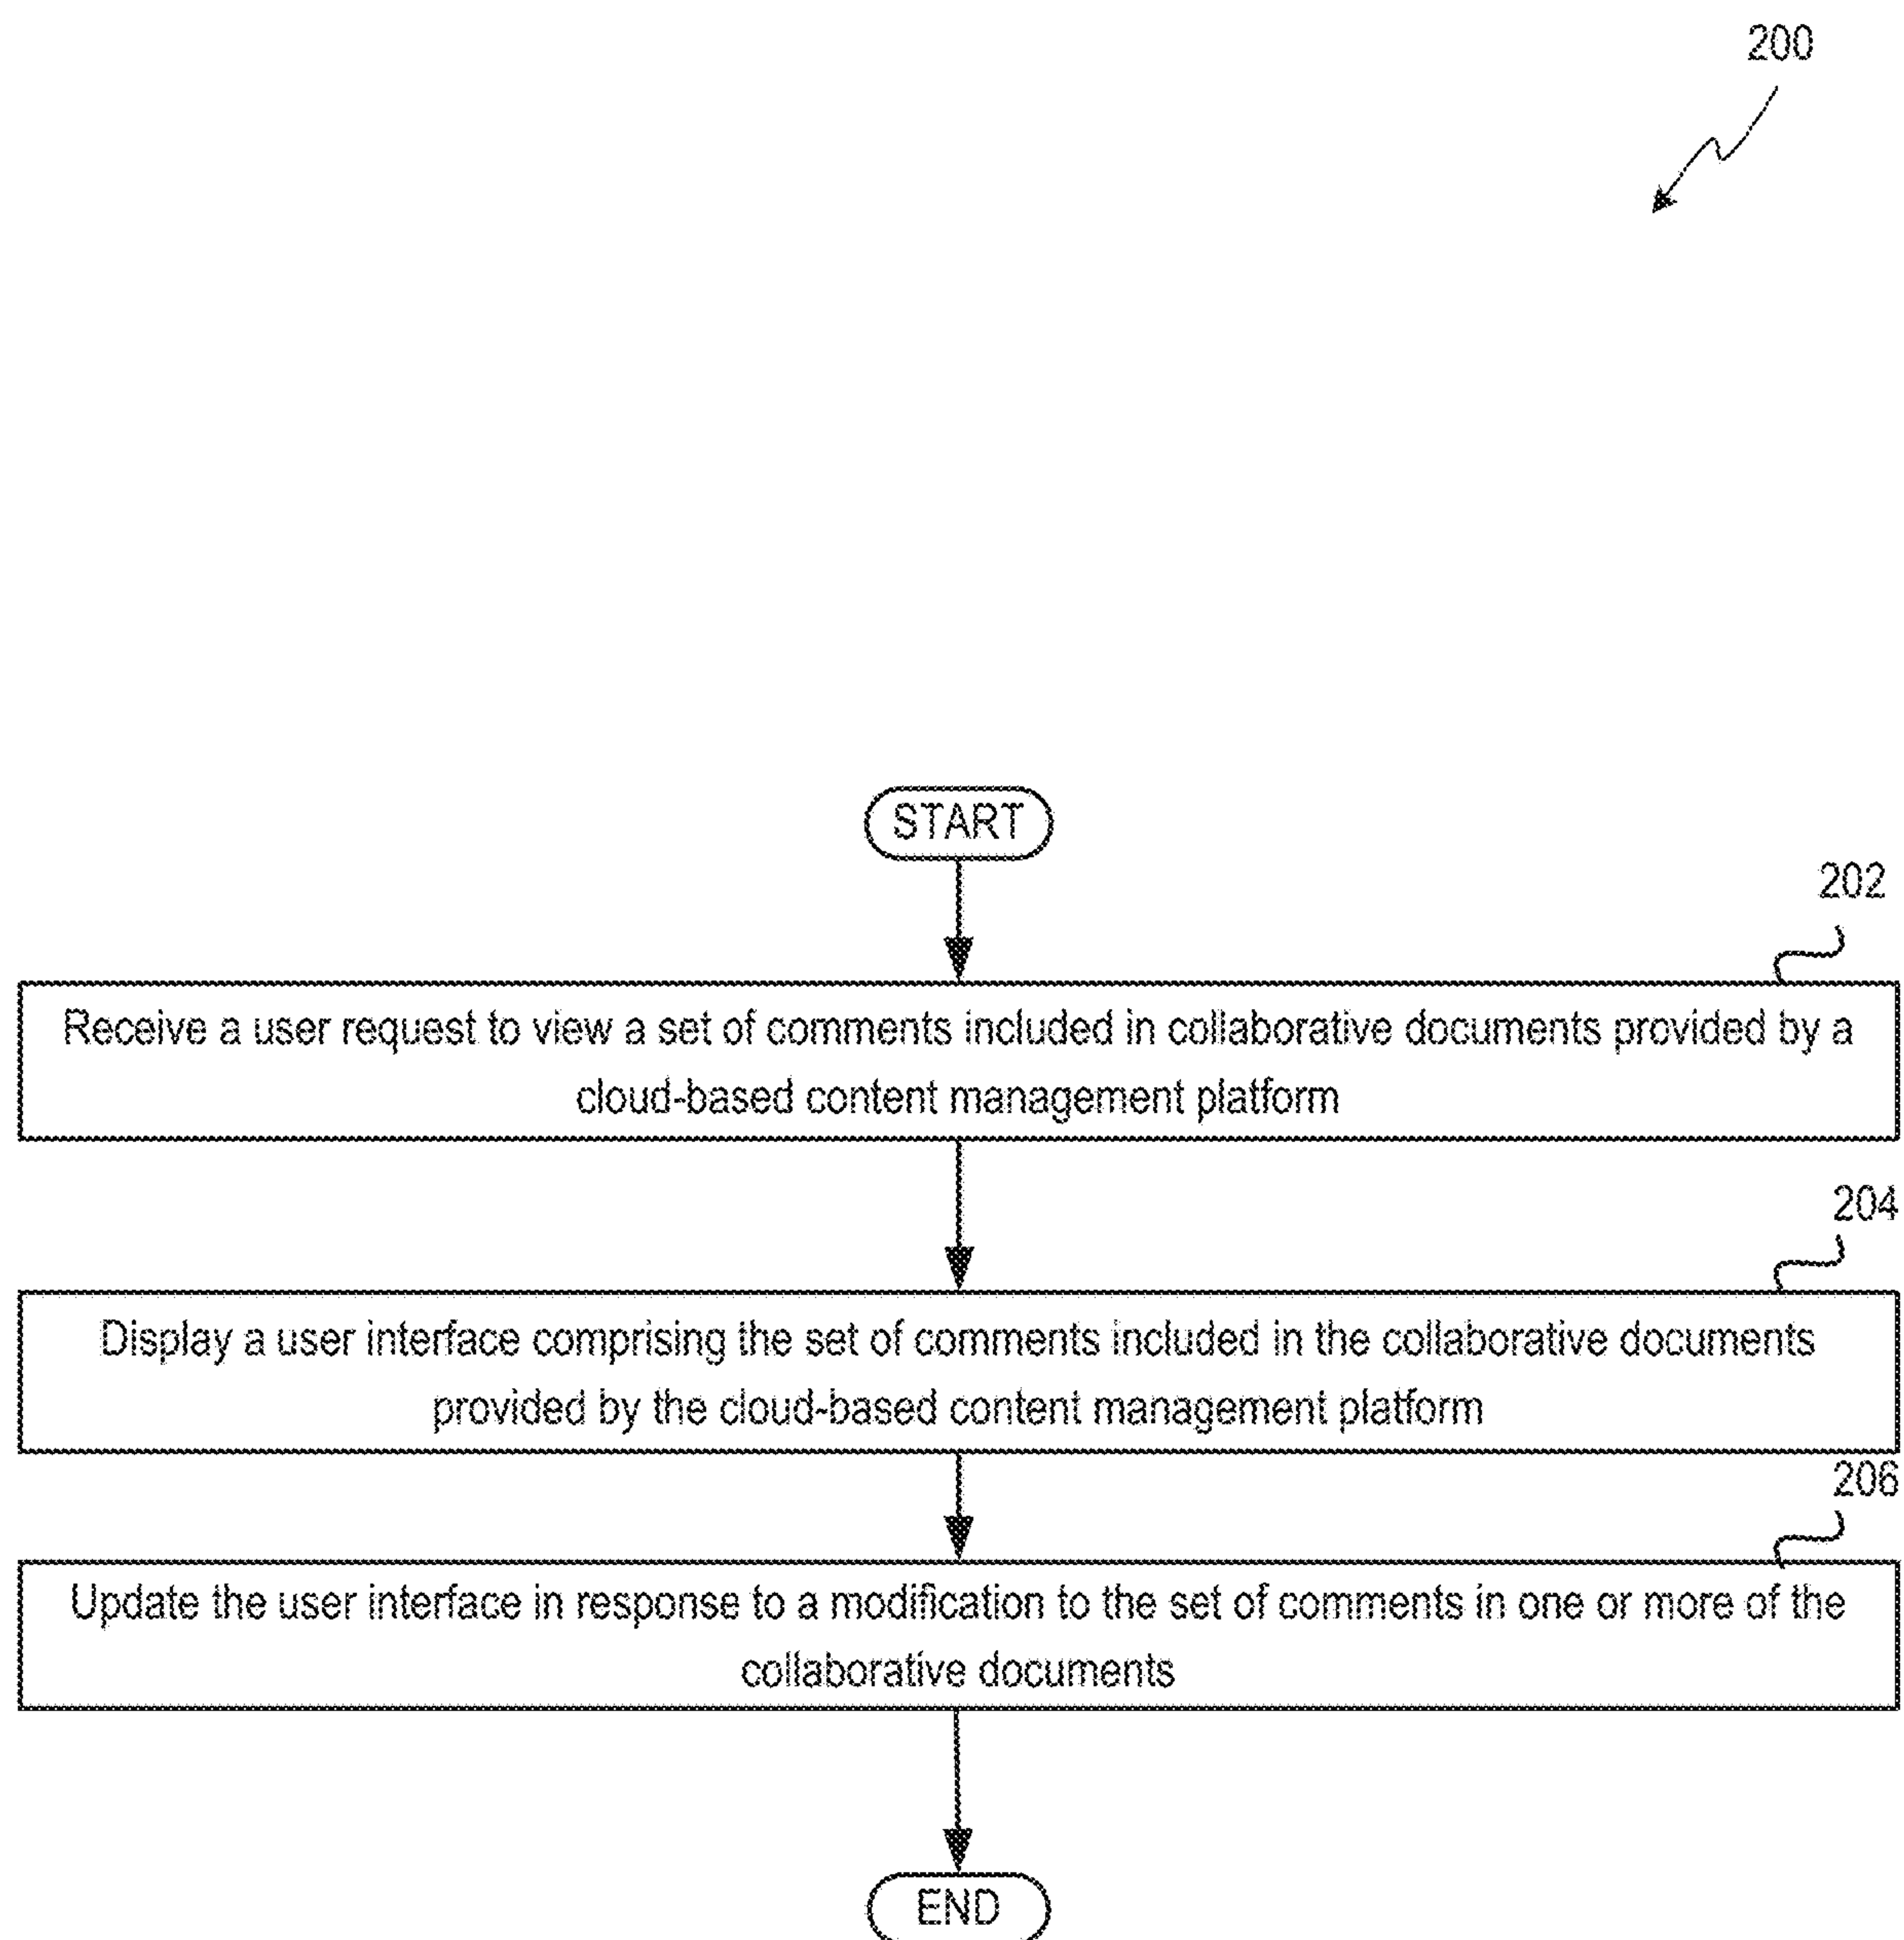 200
START
202
Receive a user request to view a set of comments included in collaborative documents provided by a
cloud-based content management platform
204
Display a user interface comprising the set of comments included in the collaborative documents
provided by the cloud-based content management platform
206
Update the user interface in response to a modification to the set of comments in one or more of the
collaborative documents
END